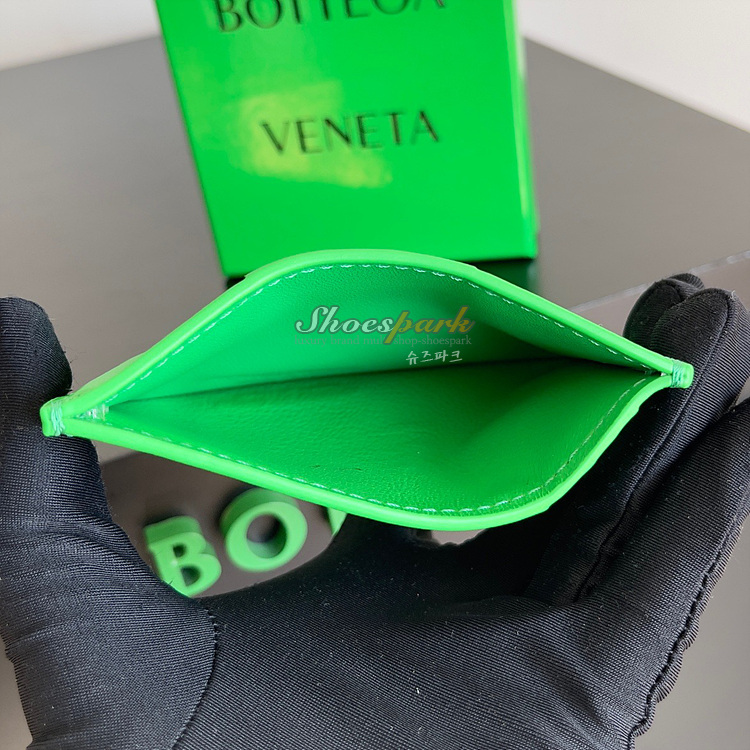 BOTTEGA
VENETA
Shoespark
슈즈파크
BO